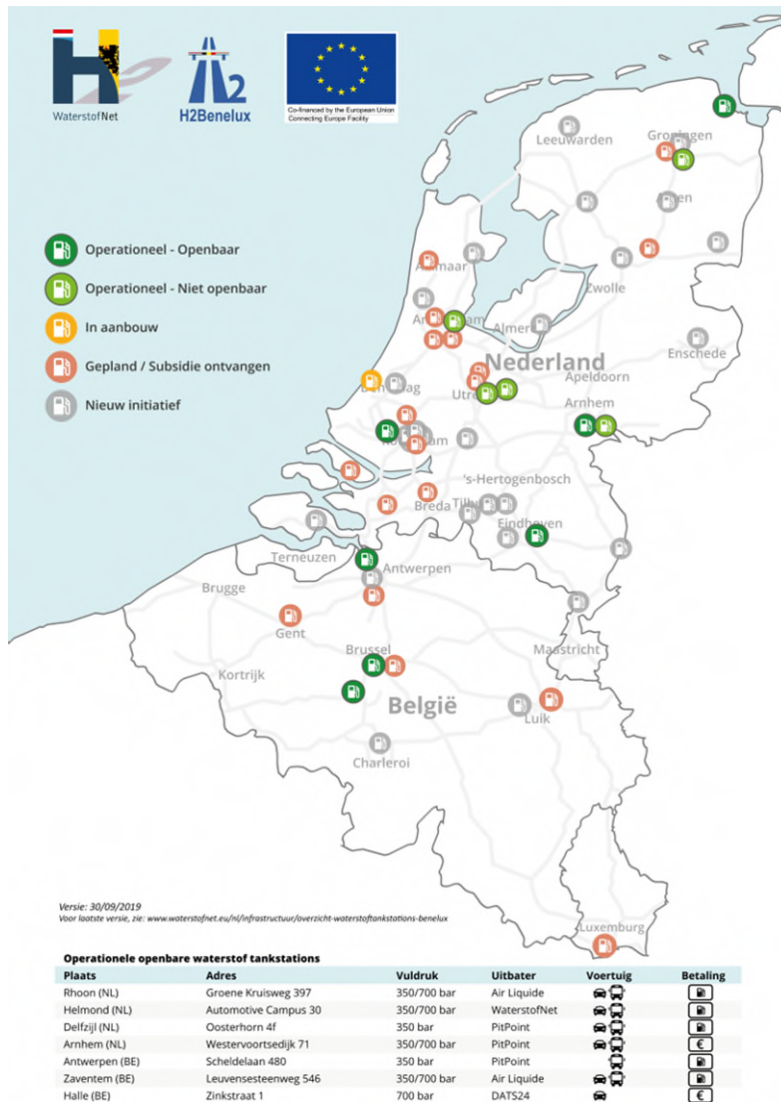 WaterstofNet
H2Benelux
Co-financed by the European Union
Connecting Europe Facility
Operationeel - Openbaar
Operationeel - Niet openbaar
In aanbouw
Gepland / Subsidie ontvangen
Nieuw initiatief
Leeuwarden
Groningen
Zwolle
Nederland
Enschede
Apeldoorn
Arnhem
's-Hertogenbosch
Breda
Eindhoven
Terneuzen
Antwerpen
Brugge
Gent
Brussel
Maastricht
Kortrijk
België
Luik
Charleroi
Luxemburg
Versie: 30/09/2019
Voor laatste versie, zie: www.waterstofnet.eu/nl/infrastructuur/overzicht-waterstoftankstations-benelux
Operationele openbare waterstof tankstations
Plaats Adres Vuldruk Uitbater Voertuig Betaling
Rhoon (NL) Groene Kruisweg 397 350/700 bar Air Liquide
Helmond (NL) Automotive Campus 30 350/700 bar WaterstofNet
Delfzijl (NL) Oosterhorn 4f 350 bar PitPoint
Arnhem (NL) Westervoortsedijk 71 350/700 bar PitPoint €
Antwerpen (BE) Scheldelaan 480 350 bar PitPoint
Zaventem (BE) Leuvensesteenweg 546 350/700 bar Air Liquide
Halle (BE) Zinkstraat 1 700 bar DATS24 €